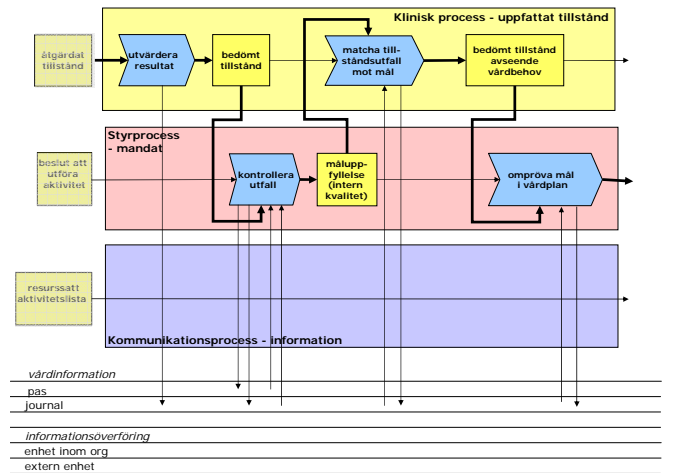 Klinisk process - uppfattat tillstånd
åtgärdat
tillstånd
utvärdera
resultat
bedömt
tillstånd
matcha till-
ståndsutfall
mot mål
bedömt tillstånd
avseende
vårdbehov
Styrprocess
- mandat
beslut att
utföra
aktivitet
kontrollera
utfall
måluppf-
fyllelse
(intern
kvalitet)
ompröva mål
i vårdplan
resurssatt
aktivitetslista
Kommunikationsprocess - information
vårdinformation
pas
journal
informationsöverföring
enhet inom org
extern enhet